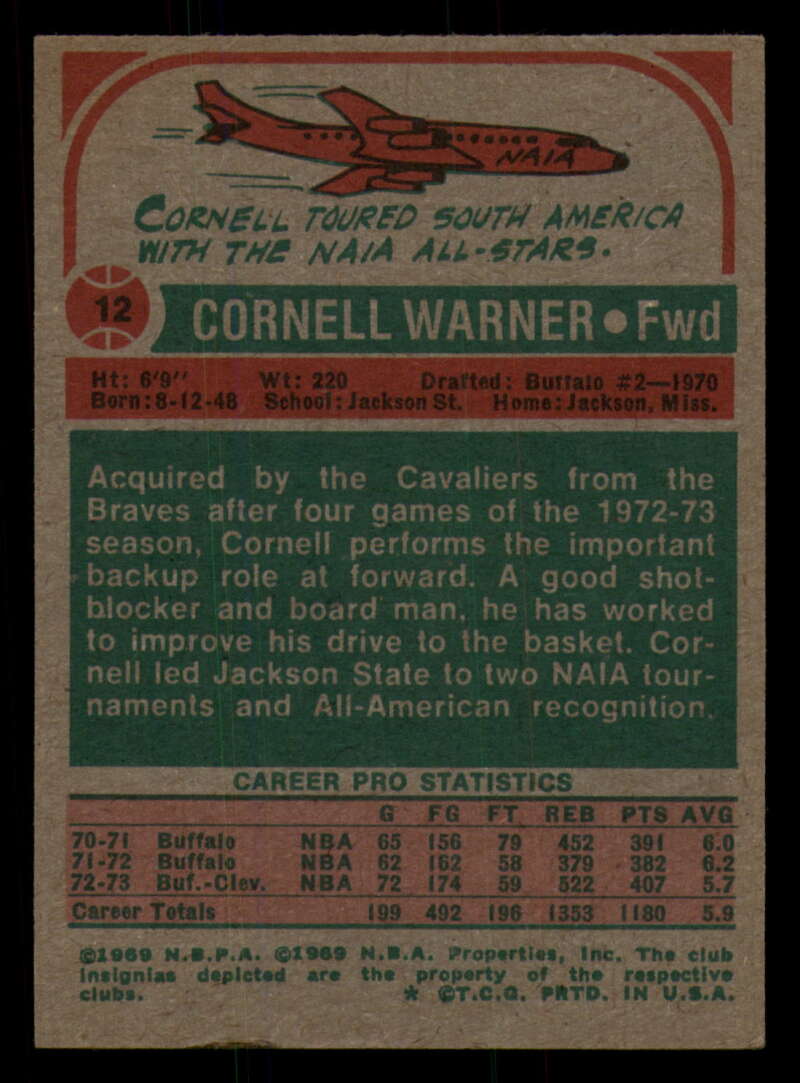 NAIA
CORNELL TOURED SOUTH AMERICA
WITH THE NAIA ALL-STARS.
12
CORNELL WARNER • Fwd
Ht: 6'9" Wt: 220 Drafted: Buffalo #2—1970
Born: 8-12-48 School: Jackson St. Home: Jackson, Miss.
Acquired by the Cavaliers from the
Braves after four games of the 1972-73
season, Cornell performs the important
backup role at forward. A good shot-
blocker and board man, he has worked
to improve his drive to the basket. Cor-
nell led Jackson State to two NAIA tour-
naments and All-American recognition.
CAREER PRO STATISTICS
G FG FT REB PTS AVG
70-71 Buffalo NBA 65 156 79 452 391 6.0
71-72 Buffalo NBA 62 162 58 379 382 6.2
72-73 Buf.-Clev. NBA 72 174 59 522 407 5.7
Career Totals 199 492 196 1353 1180 5.9
©1969 N.B.P.A. ©1969 N.B.A. Properties, Inc. The club
insignias depicted are the property of the respective
clubs. * ©T.C.G. PRTD. IN U.S.A.